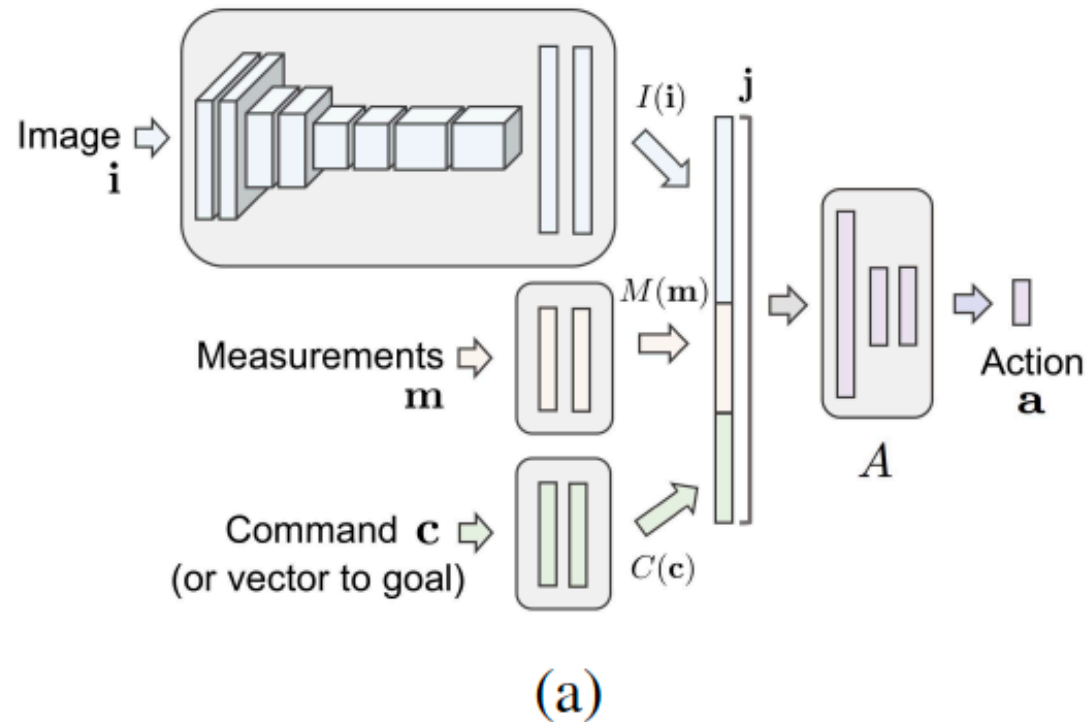 Image
i
I(i)
j
Measurements
m
M(m)
Command c
(or vector to goal)
C(c)
A
Action
a
(a)